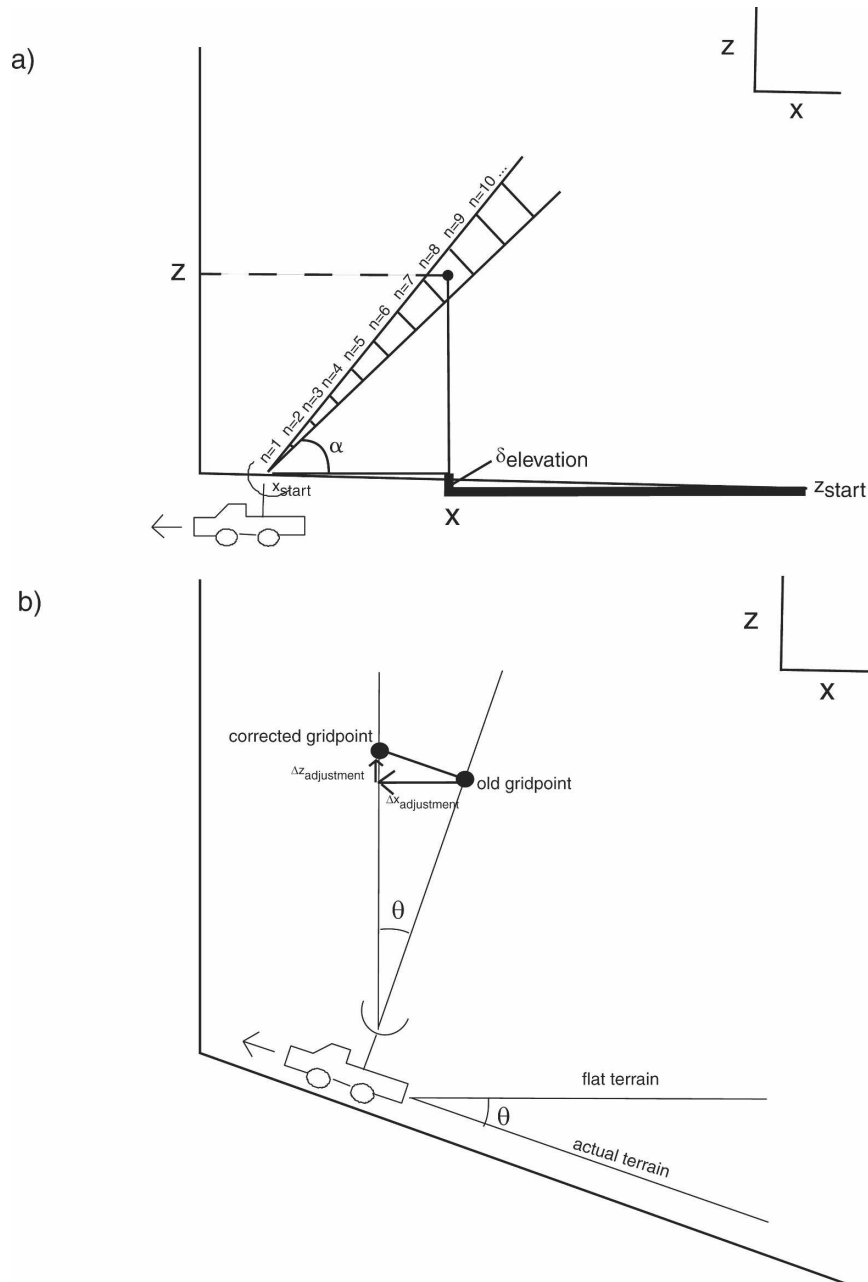 a)
z
x
n=10 ...
n=9
n=8
n=7
n=6
n=5
n=4
n=3
n=2
n=1
z
α
δelevation
xstart
zstart
x
b)
z
x
corrected gridpoint
Δzadjustment
old gridpoint
Δxadjustment
θ
flat terrain
θ
actual terrain